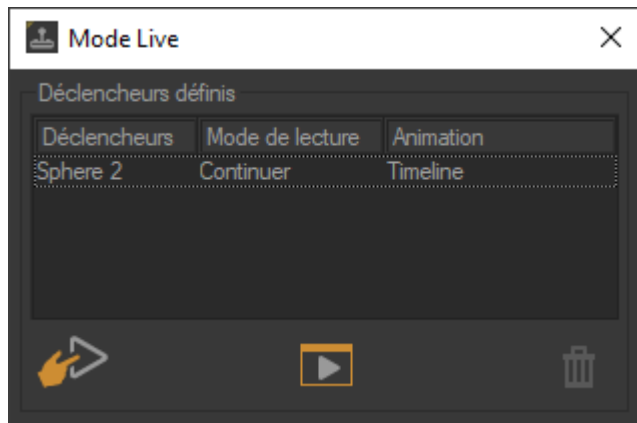 Mode Live
Déclencheurs définis
Déclencheurs Mode de lecture Animation
Sphere 2 Continuer Timeline